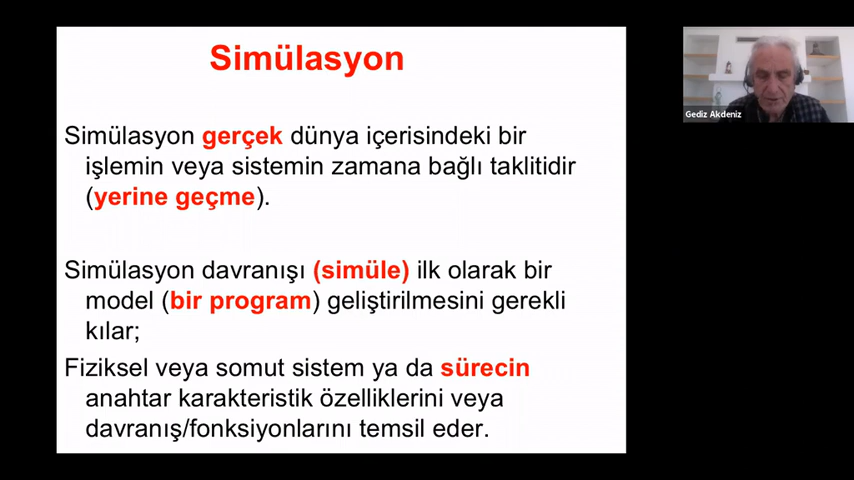 Simülasyon
Simülasyon gerçek dünya içerisindeki bir
işlemin veya sistemin zamana bağlı taklitidir
(yerine geçme).
Simülasyon davranışı (simüle) ilk olarak bir
model (bir program) geliştirilmesini gerekli
kılar;
Fiziksel veya somut sistem ya da sürecin
anahtar karakteristik özelliklerini veya
davranış/fonksiyonlarını temsil eder.
Gediz Akdeniz